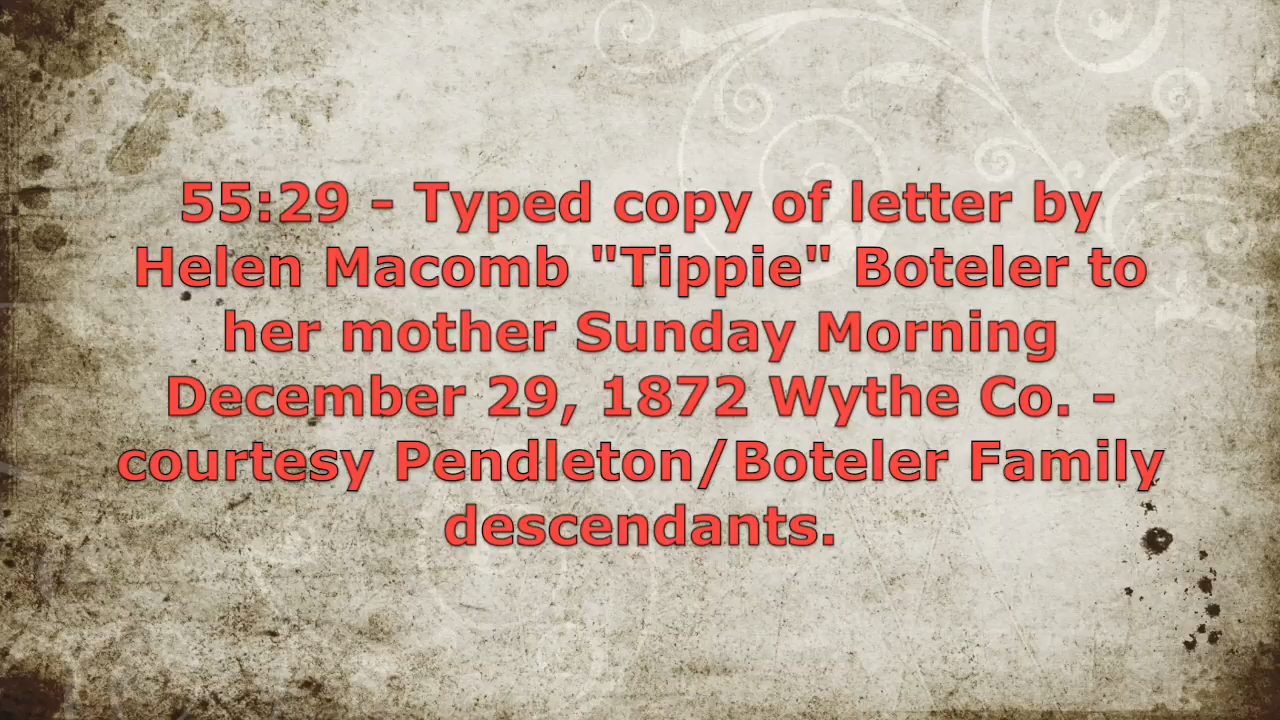 55:29 - Typed copy of letter by
Helen Macomb "Tippie" Boteler to
her mother Sunday Morning
December 29, 1872 Wythe Co. -
courtesy Pendleton/Boteler Family
descendants.